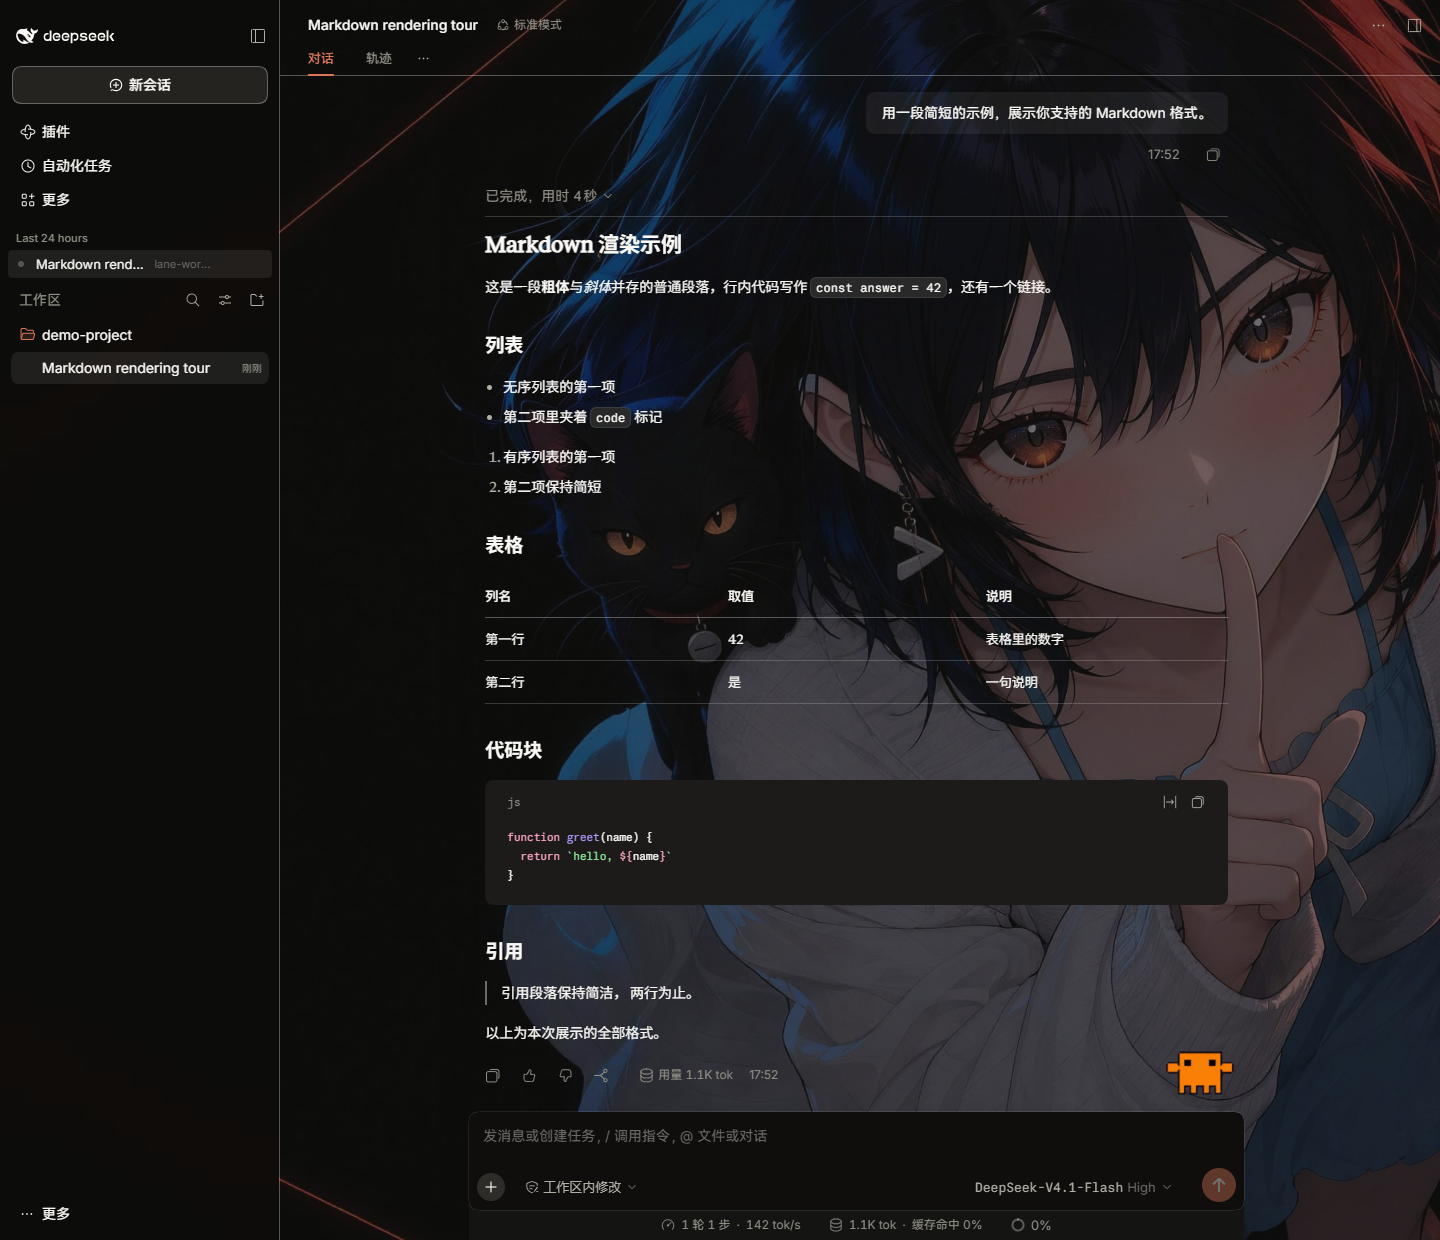 deepseek
新会话
插件
自动化任务
更多
Last 24 hours
Markdown rend... lane-wor...
工作区
demo-project
Markdown rendering tour 刚刚
更多
Markdown rendering tour 标准模式
对话 轨迹 ...
用一段简短的示例，展示你支持的 Markdown 格式。
17:52
已完成，用时 4秒
Markdown 渲染示例
这是一段粗体与斜体并存的普通段落，行内代码写作 const answer = 42 ，还有一个链接。
列表
• 无序列表的第一项
• 第二项里夹着 code 标记
1. 有序列表的第一项
2. 第二项保持简短
表格
列名 取值 说明
第一行 42 表格里的数字
第二行 是 一句说明
代码块
js
function greet(name) {
  return `hello, ${name}`
}
引用
引用段落保持简洁， 两行为止。
以上为本次展示的全部格式。
用量 1.1K tok 17:52
发消息或创建任务, / 调用指令, @ 文件或对话
工作区内修改 DeepSeek-V4.1-Flash High
1 轮 1 步 · 142 tok/s 1.1K tok · 缓存命中 0% 0%